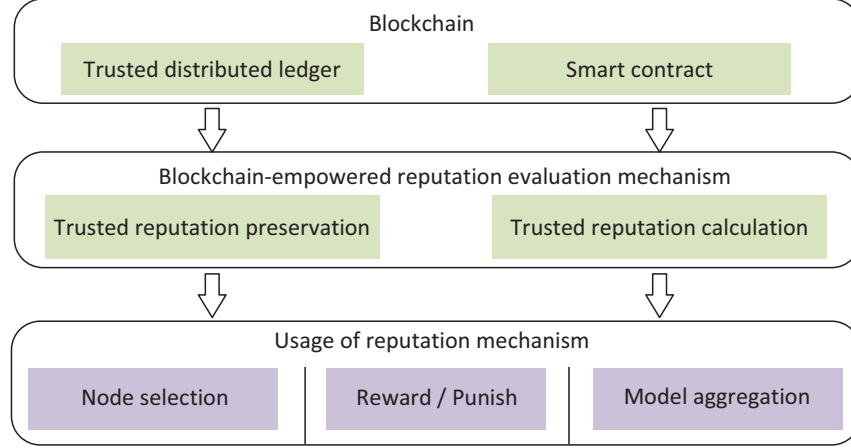 Blockchain
Trusted distributed ledger
Smart contract
Blockchain-empowered reputation evaluation mechanism
Trusted reputation preservation
Trusted reputation calculation
Usage of reputation mechanism
Node selection
Reward / Punish
Model aggregation